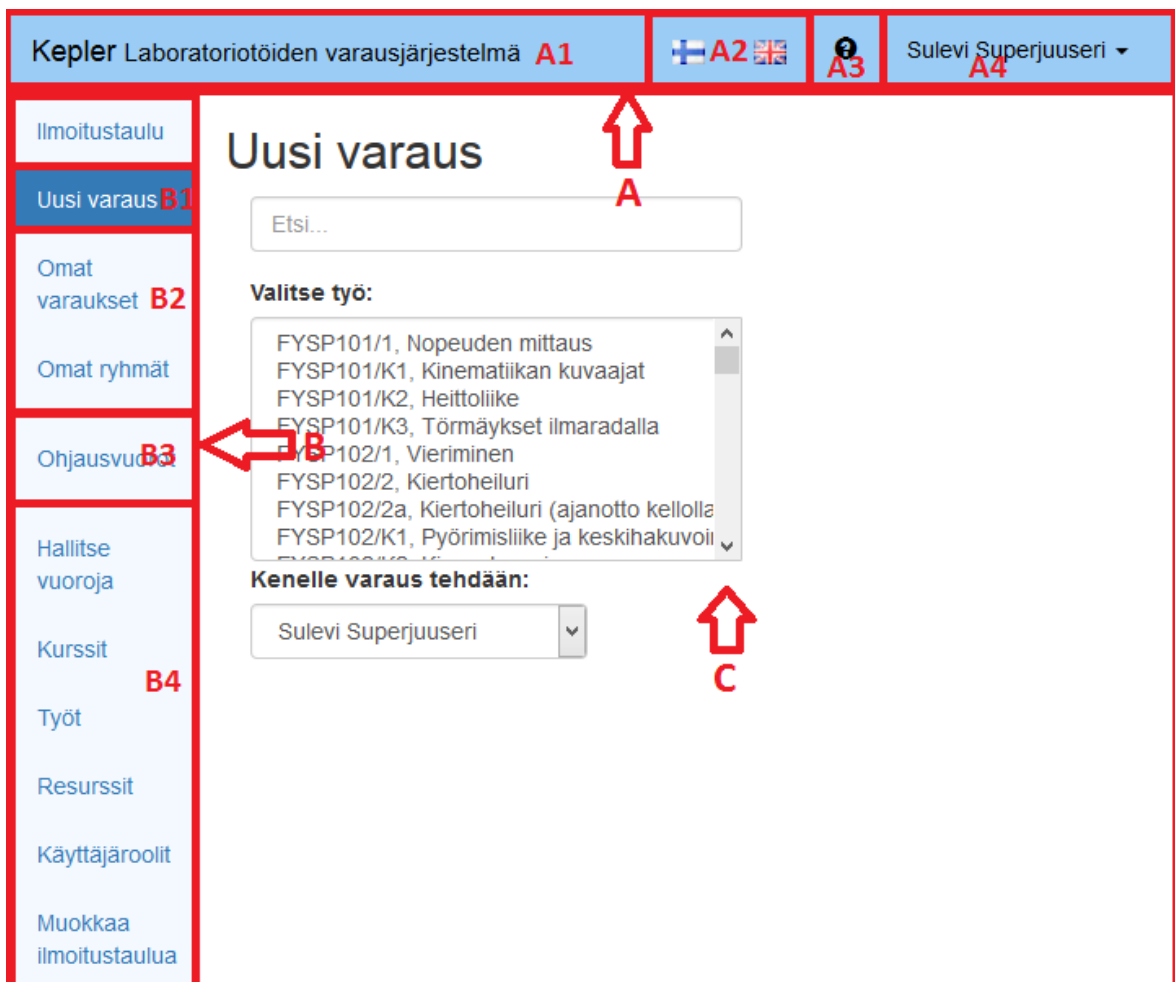 Kepler Laboratoriotöiden varausjärjestelmä A1
A2
A3
Sulevi Superjuuseri
A4
Ilmoitustaulu
Uusi varaus B1
Omat
varaukset B2
Omat ryhmät
B3
Ohjausvuorot
Hallitse
vuoroja
Kurssit
B4
Työt
Resurssit
Käyttäjäroolit
Muokkaa
ilmoitustaulua
Uusi varaus
A
Etsi...
Valitse työ:
FYSP101/1, Nopeuden mittaus
FYSP101/K1, Kinematiikan kuvaajat
FYSP101/K2, Heittoliike
FYSP101/K3, Törmäykset ilmaradalla
B
FYSP102/1, Vieriminen
FYSP102/2, Kiertoheiluri
FYSP102/2a, Kiertoheiluri (ajanotto kellolla
FYSP102/K1, Pyörimisliike ja keskihakuvoi
Kenelle varaus tehdään:
Sulevi Superjuuseri
C